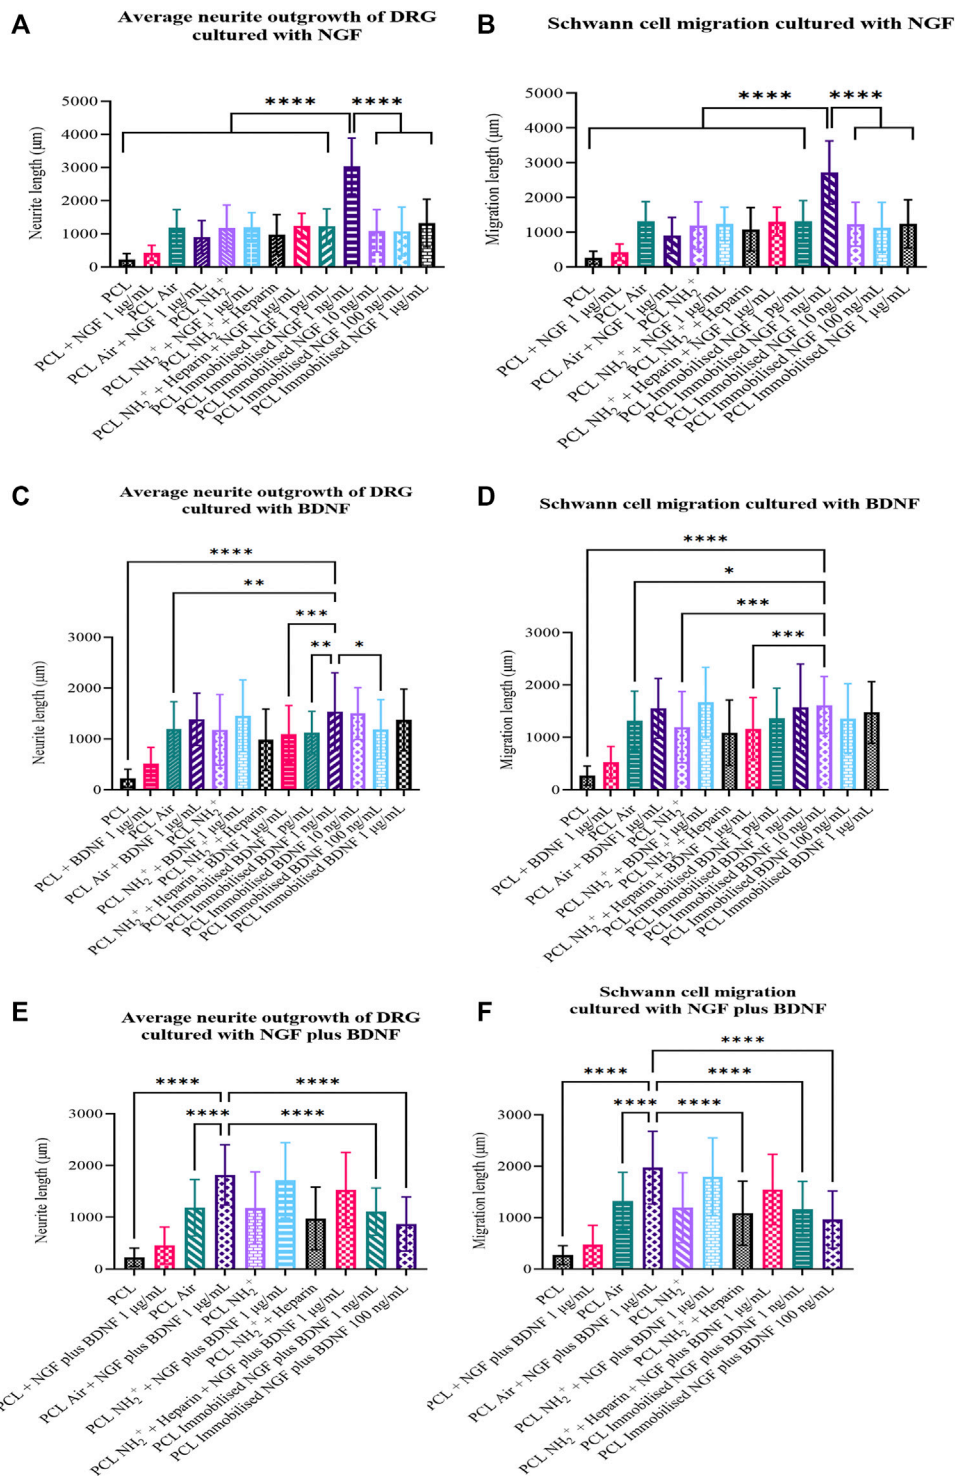 A
Average neurite outgrowth of DRG
cultured with NGF
Neurite length (µm)
5000
4000
3000
2000
1000
0
****
****
PCL
PCL + NGF 1 µg/mL
PCL Air
PCL Air + NGF 1 µg/mL
PCL NH₂⁺
PCL NH₂⁺ + NGF 1 µg/mL
PCL NH₂⁺ + Heparin
PCL NH₂⁺ + Heparin + NGF 1 µg/mL
PCL Immobilised NGF 1 pg/mL
PCL Immobilised NGF 1 ng/mL
PCL Immobilised NGF 10 ng/mL
PCL Immobilised NGF 100 ng/mL
PCL Immobilised NGF 1 µg/mL
B
Schwann cell migration cultured with NGF
Migration length (µm)
5000
4000
3000
2000
1000
0
****
****
PCL
PCL + NGF 1 µg/mL
PCL Air
PCL Air + NGF 1 µg/mL
PCL NH₂⁺
PCL NH₂⁺ + NGF 1 µg/mL
PCL NH₂⁺ + Heparin
PCL NH₂⁺ + Heparin + NGF 1 µg/mL
PCL Immobilised NGF 1 pg/mL
PCL Immobilised NGF 1 ng/mL
PCL Immobilised NGF 10 ng/mL
PCL Immobilised NGF 100 ng/mL
PCL Immobilised NGF 1 µg/mL
C
Average neurite outgrowth of DRG
cultured with BDNF
Neurite length (µm)
3000
2000
1000
0
****
**
***
**
*
PCL
PCL + BDNF 1 µg/mL
PCL Air
PCL Air + BDNF 1 µg/mL
PCL NH₂⁺
PCL NH₂⁺ + BDNF 1 µg/mL
PCL NH₂⁺ + Heparin
PCL NH₂⁺ + Heparin + BDNF 1 µg/mL
PCL Immobilised BDNF 1 pg/mL
PCL Immobilised BDNF 1 ng/mL
PCL Immobilised BDNF 10 ng/mL
PCL Immobilised BDNF 100 ng/mL
PCL Immobilised BDNF 1 µg/mL
D
Schwann cell migration cultured with BDNF
Migration length (µm)
3000
2000
1000
0
****
*
***
***
PCL
PCL + BDNF 1 µg/mL
PCL Air
PCL Air + BDNF 1 µg/mL
PCL NH₂⁺
PCL NH₂⁺ + BDNF 1 µg/mL
PCL NH₂⁺ + Heparin
PCL NH₂⁺ + Heparin + BDNF 1 µg/mL
PCL Immobilised BDNF 1 pg/mL
PCL Immobilised BDNF 1 ng/mL
PCL Immobilised BDNF 10 ng/mL
PCL Immobilised BDNF 100 ng/mL
PCL Immobilised BDNF 1 µg/mL
E
Average neurite outgrowth of DRG
cultured with NGF plus BDNF
Neurite length (µm)
3000
2000
1000
0
****
****
****
****
PCL
PCL + NGF plus BDNF 1 µg/mL
PCL Air
PCL Air + NGF plus BDNF 1 µg/mL
PCL NH₂⁺
PCL NH₂⁺ + NGF plus BDNF 1 µg/mL
PCL NH₂⁺ + Heparin
PCL NH₂⁺ + Heparin + NGF plus BDNF 1 µg/mL
PCL Immobilised NGF plus BDNF 1 ng/mL
PCL Immobilised NGF plus BDNF 100 ng/mL
F
Schwann cell migration
cultured with NGF plus BDNF
Migration length (µm)
3000
2000
1000
0
****
****
****
****
****
PCL
PCL + NGF plus BDNF 1 µg/mL
PCL Air
PCL Air + NGF plus BDNF 1 µg/mL
PCL NH₂⁺
PCL NH₂⁺ + NGF plus BDNF 1 µg/mL
PCL NH₂⁺ + Heparin
PCL NH₂⁺ + Heparin + NGF plus BDNF 1 µg/mL
PCL Immobilised NGF plus BDNF 1 ng/mL
PCL Immobilised NGF plus BDNF 100 ng/mL